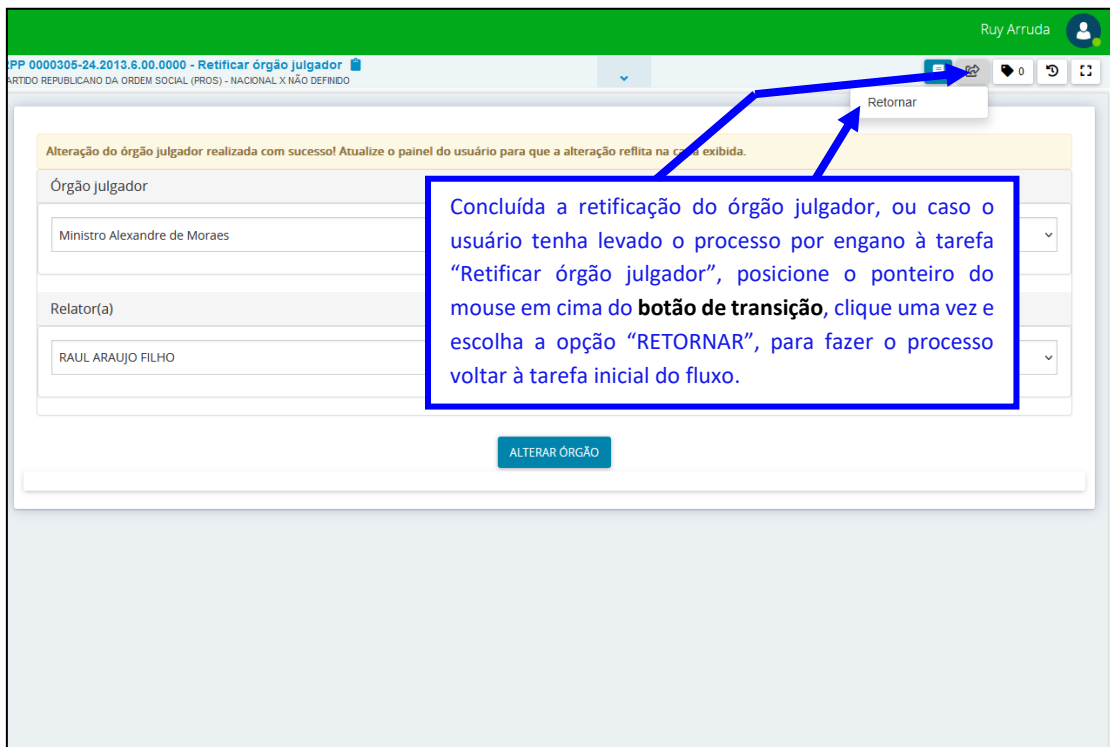 Ruy Arruda
PP 0000305-24.2013.6.00.0000 - Retificar órgão julgador
ARTIDO REPUBLICANO DA ORDEM SOCIAL (PROS) - NACIONAL X NÃO DEFINIDO
0
Retornar
Alteração do órgão julgador realizada com sucesso! Atualize o painel do usuário para que a alteração reflita na exibida.
Órgão julgador
Ministro Alexandre de Moraes
Relator(a)
RAUL ARAUJO FILHO
Concluída a retificação do órgão julgador, ou caso o
usuário tenha levado o processo por engano à tarefa
“Retificar órgão julgador”, posicione o ponteiro do
mouse em cima do botão de transição, clique uma vez e
escolha a opção “RETORNAR”, para fazer o processo
voltar à tarefa inicial do fluxo.
ALTERAR ÓRGÃO